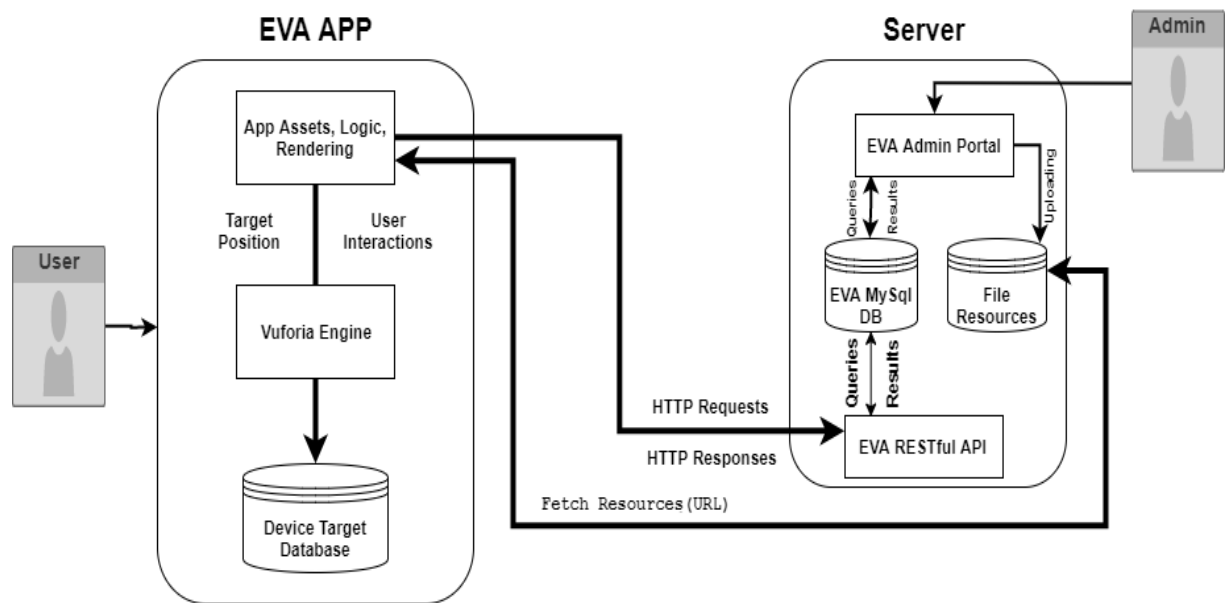 EVA APP
Server
Admin
User
App Assets, Logic,
Rendering
Target
Position
User
Interactions
Vuforia Engine
Device Target
Database
HTTP Requests
HTTP Responses
Fetch Resources(URL)
EVA Admin Portal
Queries
Results
Uploading
EVA MySql
DB
File
Resources
Queries
Results
EVA RESTful API